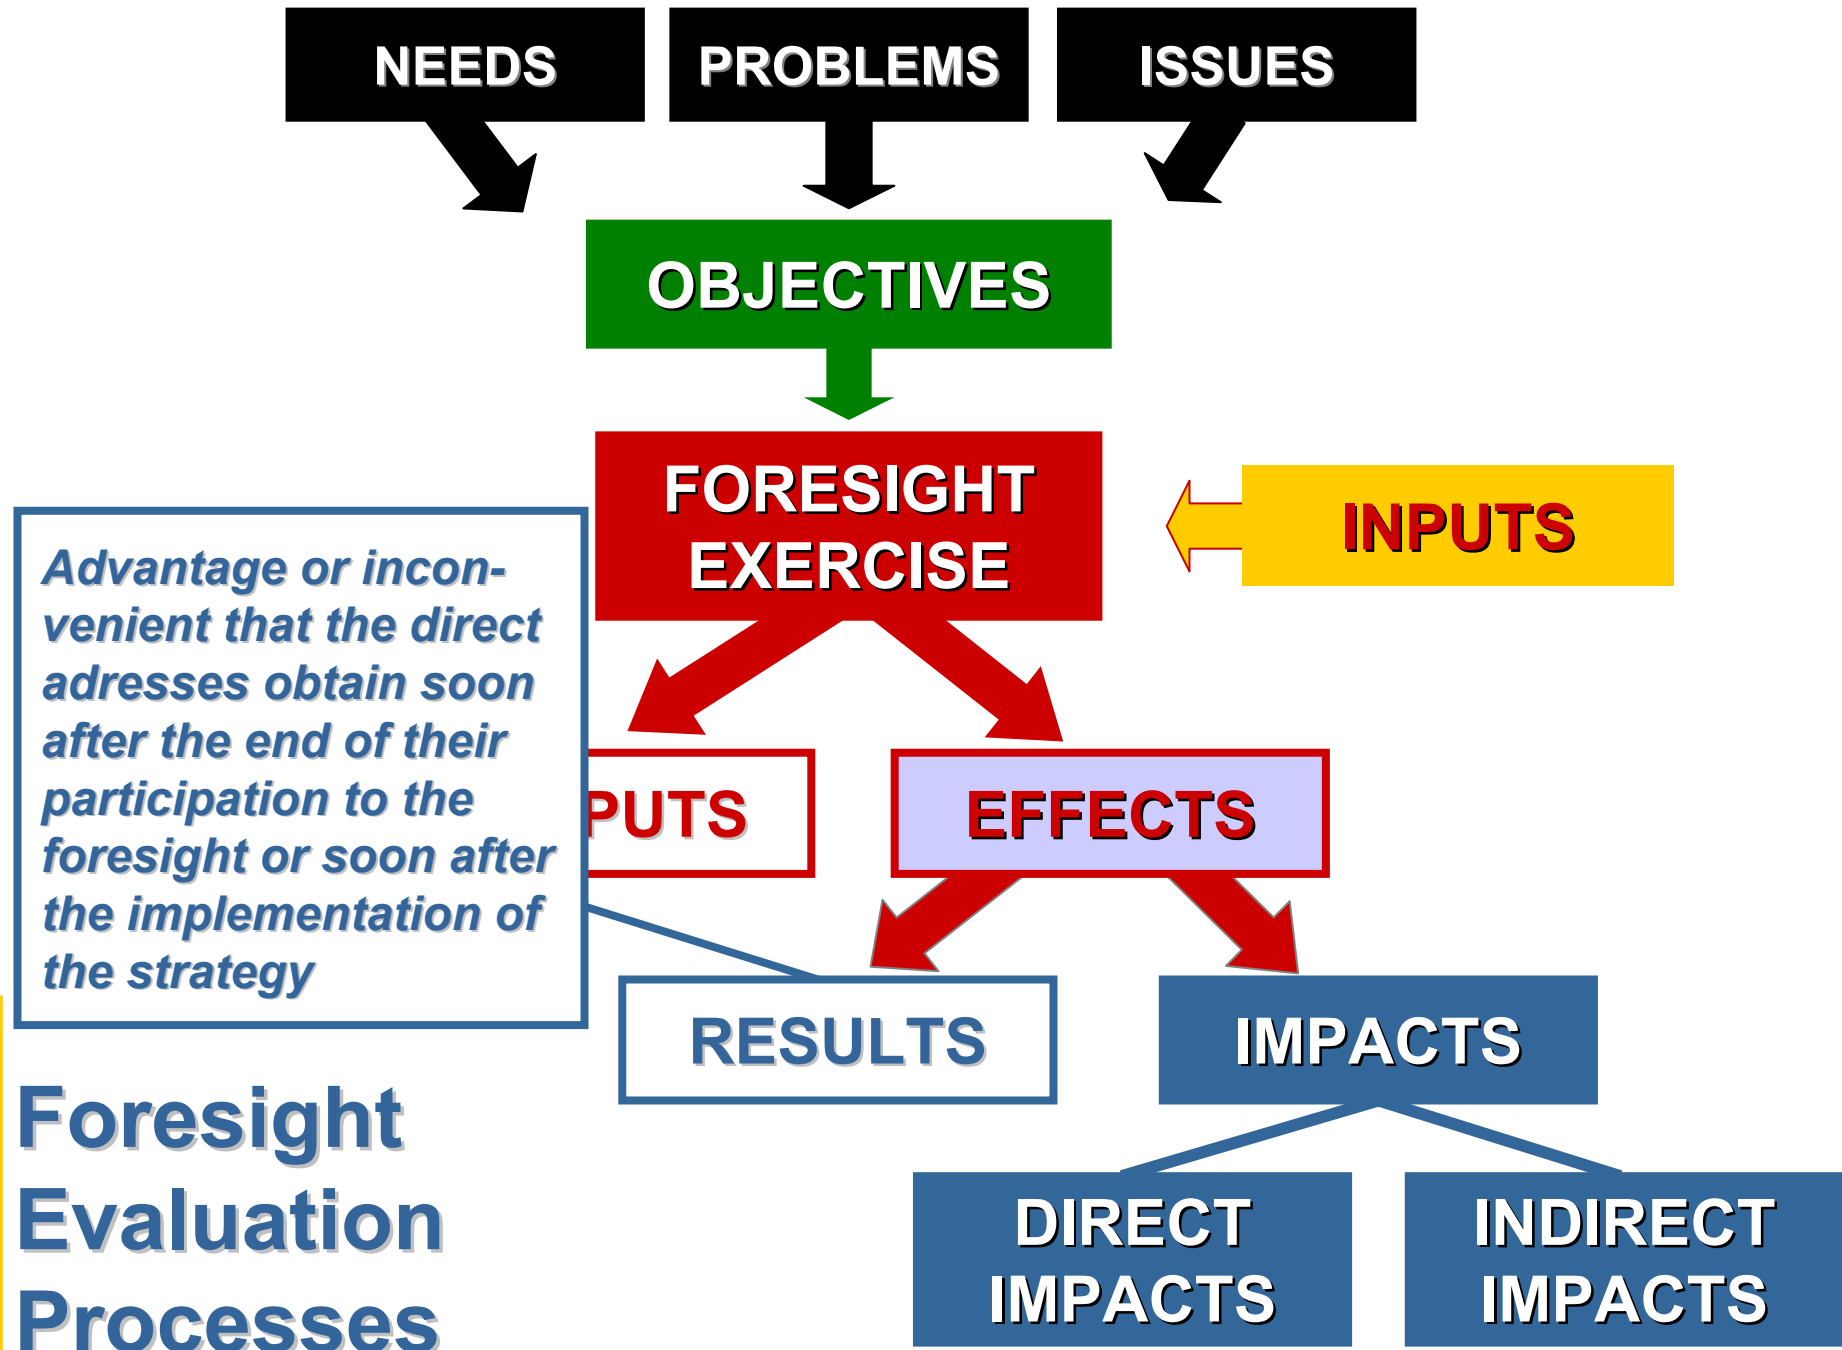 NEEDS
PROBLEMS
ISSUES
OBJECTIVES
FORESIGHT
EXERCISE
INPUTS
Advantage or incon-
venient that the direct
adresses obtain soon
after the end of their
participation to the
foresight or soon after
the implementation of
the strategy
PUTS
EFFECTS
RESULTS
IMPACTS
DIRECT
IMPACTS
INDIRECT
IMPACTS
Foresight
Evaluation
Processes